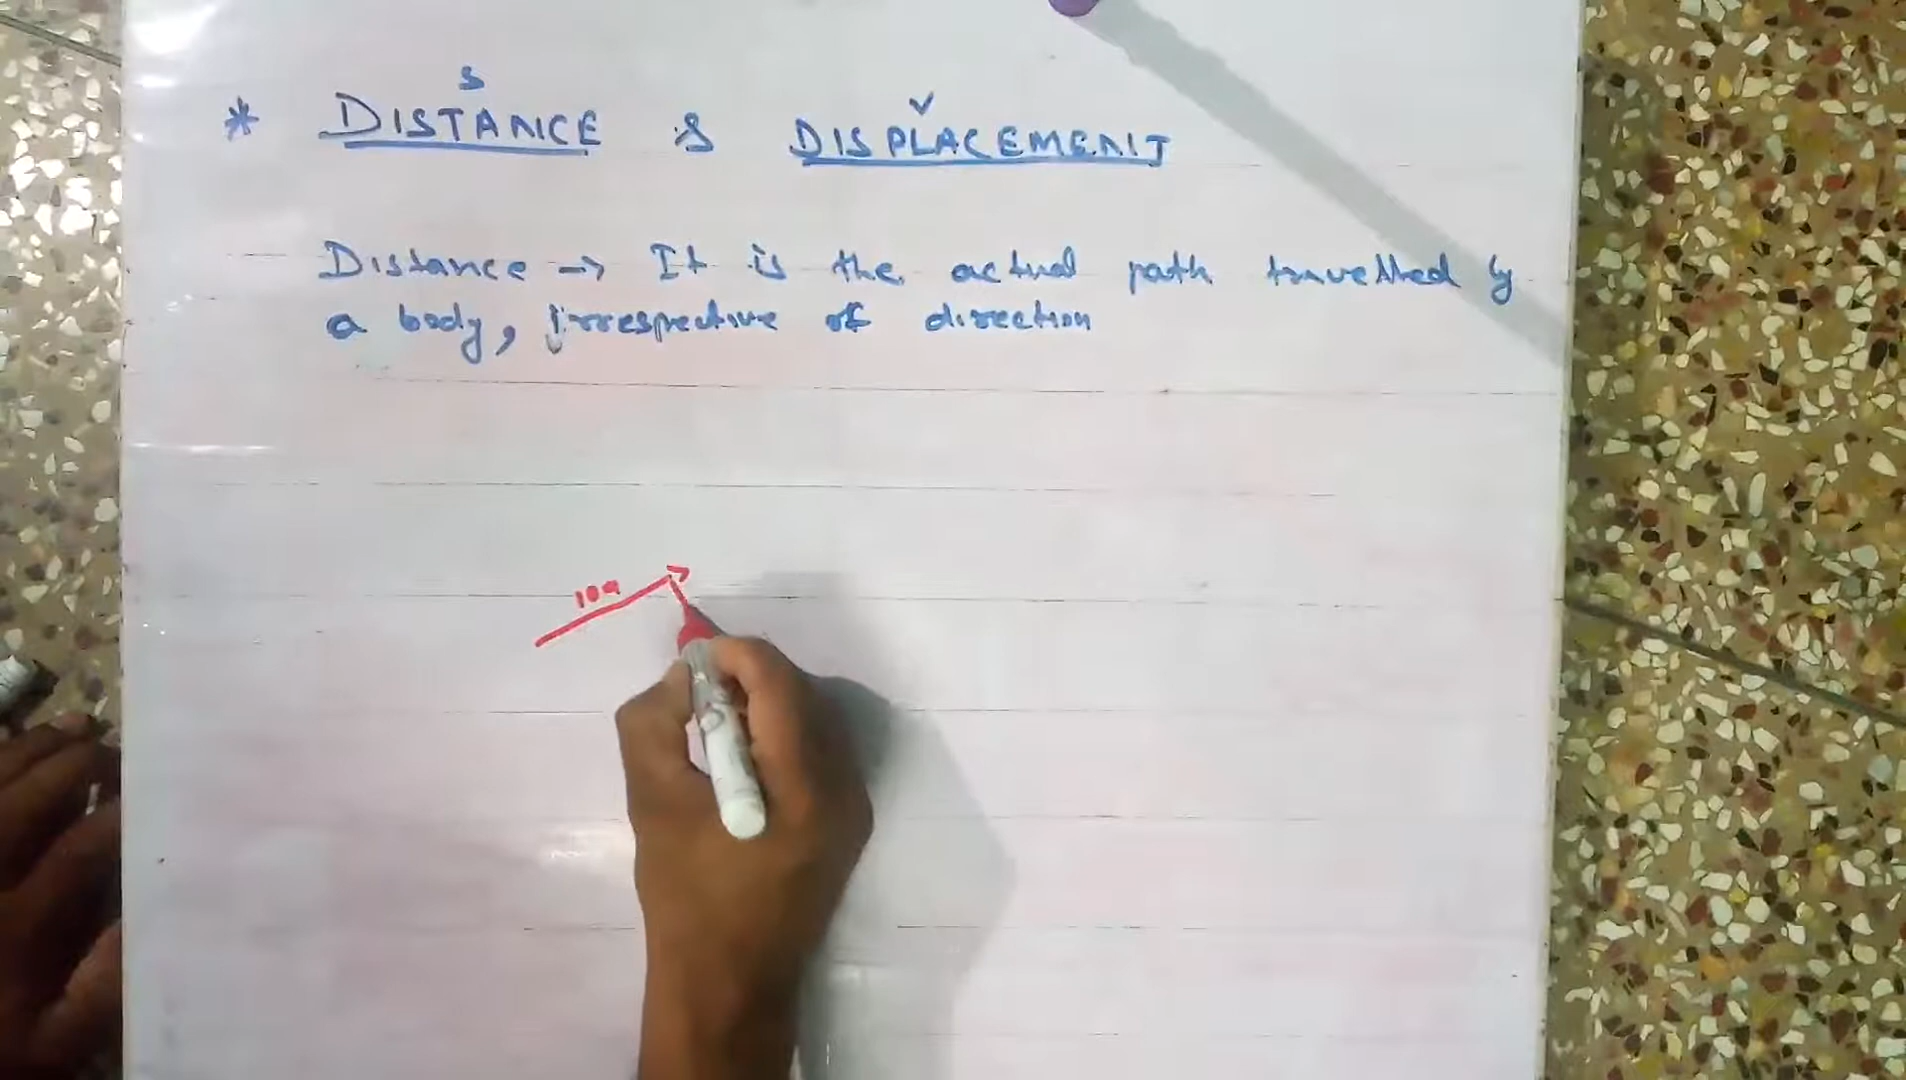 S V
* DISTANCE & DISPLACEMENT
Distance → It is the actual path travelled by
a body, irrespective of direction
10m